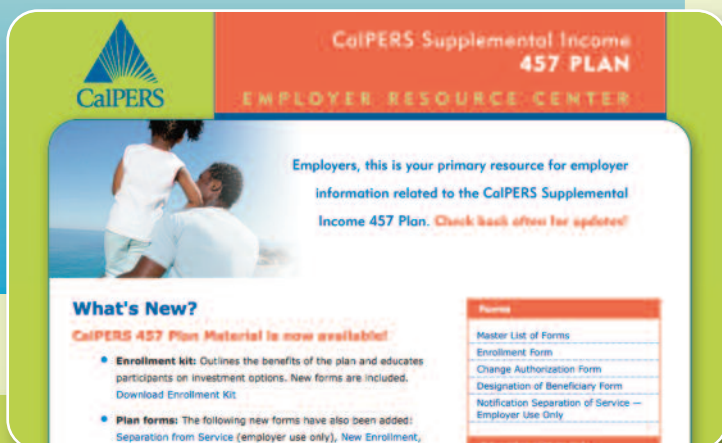 CalPERS
CalPERS Supplemental Income
457 PLAN
EMPLOYER RESOURCE CENTER
Employers, this is your primary resource for employer
information related to the CalPERS Supplemental
Income 457 Plan. Check back often for updates!
What's New?
CalPERS 457 Plan Material is now available!
• Enrollment kit: Outlines the benefits of the plan and educates
participants on investment options. New forms are included.
Download Enrollment Kit
• Plan forms: The following new forms have also been added:
Separation from Service (employer use only), New Enrollment,
Forms
Master List of Forms
Enrollment Form
Change Authorization Form
Designation of Beneficiary Form
Notification Separation of Service —
Employer Use Only